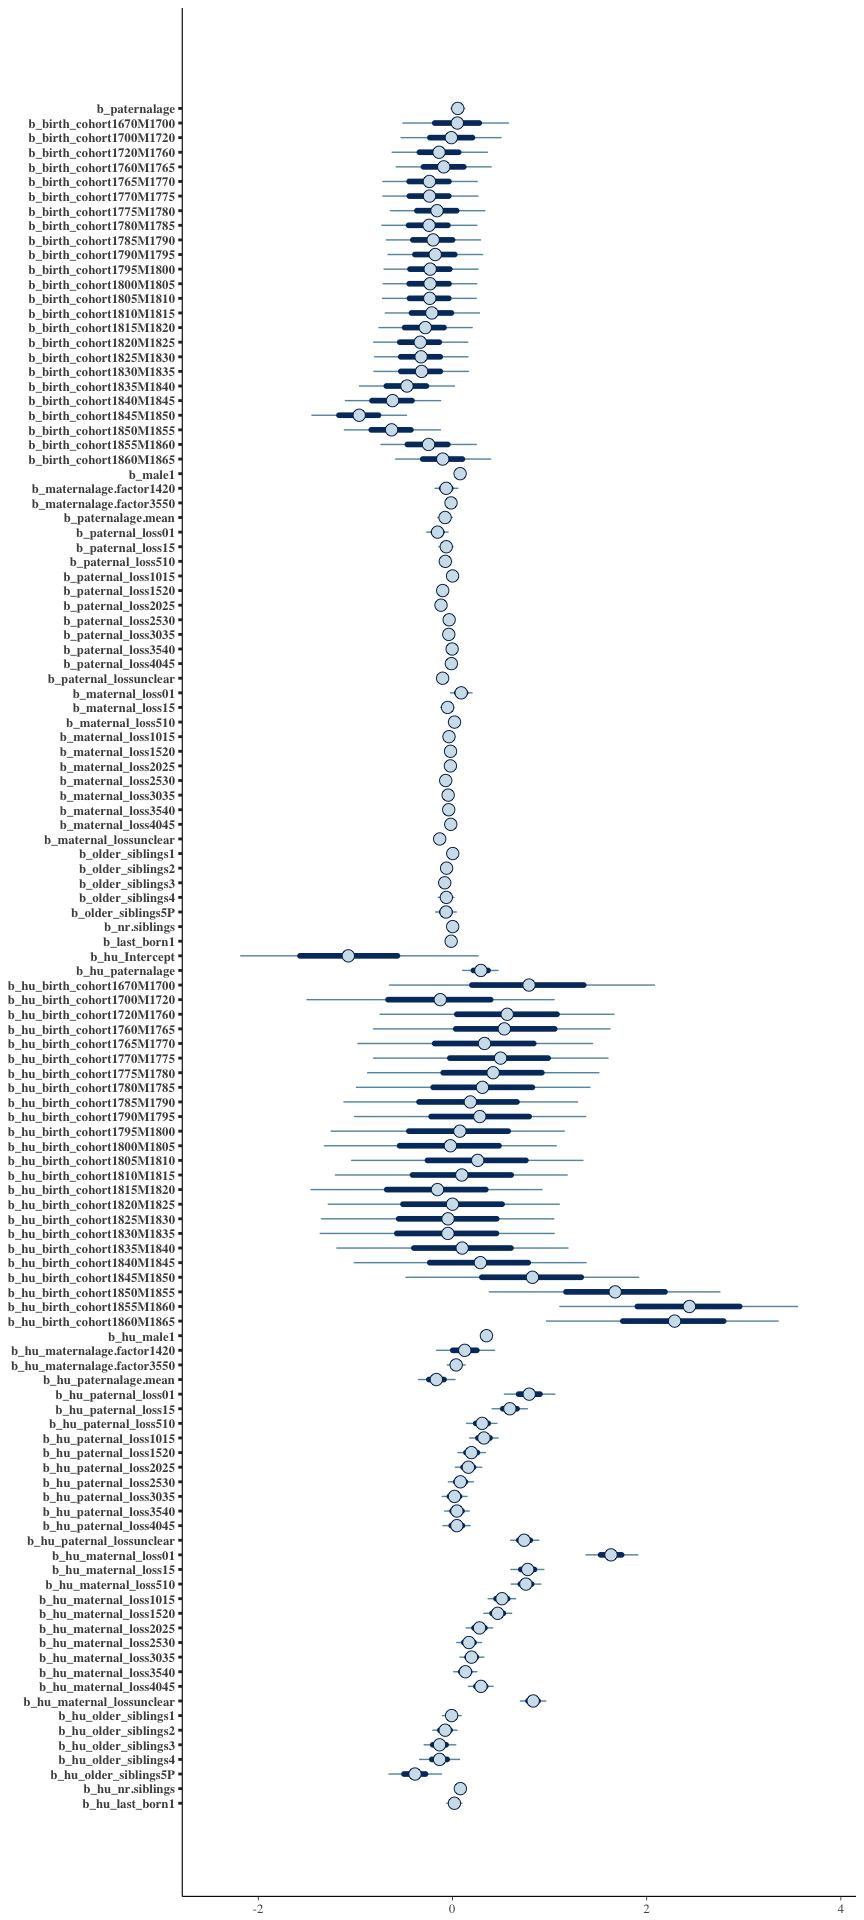 b_paternalage
b_birth_cohort1670M1700
b_birth_cohort1700M1720
b_birth_cohort1720M1760
b_birth_cohort1760M1765
b_birth_cohort1765M1770
b_birth_cohort1770M1775
b_birth_cohort1775M1780
b_birth_cohort1780M1785
b_birth_cohort1785M1790
b_birth_cohort1790M1795
b_birth_cohort1795M1800
b_birth_cohort1800M1805
b_birth_cohort1805M1810
b_birth_cohort1810M1815
b_birth_cohort1815M1820
b_birth_cohort1820M1825
b_birth_cohort1825M1830
b_birth_cohort1830M1835
b_birth_cohort1835M1840
b_birth_cohort1840M1845
b_birth_cohort1845M1850
b_birth_cohort1850M1855
b_birth_cohort1855M1860
b_birth_cohort1860M1865
b_male1
b_maternalage.factor1420
b_maternalage.factor3550
b_paternalage.mean
b_paternal_loss01
b_paternal_loss15
b_paternal_loss510
b_paternal_loss1015
b_paternal_loss1520
b_paternal_loss2025
b_paternal_loss2530
b_paternal_loss3035
b_paternal_loss3540
b_paternal_loss4045
b_paternal_lossunclear
b_maternal_loss01
b_maternal_loss15
b_maternal_loss510
b_maternal_loss1015
b_maternal_loss1520
b_maternal_loss2025
b_maternal_loss2530
b_maternal_loss3035
b_maternal_loss3540
b_maternal_loss4045
b_maternal_lossunclear
b_older_siblings1
b_older_siblings2
b_older_siblings3
b_older_siblings4
b_older_siblings5P
b_nr.siblings
b_last_born1
b_hu_Intercept
b_hu_paternalage
b_hu_birth_cohort1670M1700
b_hu_birth_cohort1700M1720
b_hu_birth_cohort1720M1760
b_hu_birth_cohort1760M1765
b_hu_birth_cohort1765M1770
b_hu_birth_cohort1770M1775
b_hu_birth_cohort1775M1780
b_hu_birth_cohort1780M1785
b_hu_birth_cohort1785M1790
b_hu_birth_cohort1790M1795
b_hu_birth_cohort1795M1800
b_hu_birth_cohort1800M1805
b_hu_birth_cohort1805M1810
b_hu_birth_cohort1810M1815
b_hu_birth_cohort1815M1820
b_hu_birth_cohort1820M1825
b_hu_birth_cohort1825M1830
b_hu_birth_cohort1830M1835
b_hu_birth_cohort1835M1840
b_hu_birth_cohort1840M1845
b_hu_birth_cohort1845M1850
b_hu_birth_cohort1850M1855
b_hu_birth_cohort1855M1860
b_hu_birth_cohort1860M1865
b_hu_male1
b_hu_maternalage.factor1420
b_hu_maternalage.factor3550
b_hu_paternalage.mean
b_hu_paternal_loss01
b_hu_paternal_loss15
b_hu_paternal_loss510
b_hu_paternal_loss1015
b_hu_paternal_loss1520
b_hu_paternal_loss2025
b_hu_paternal_loss2530
b_hu_paternal_loss3035
b_hu_paternal_loss3540
b_hu_paternal_loss4045
b_hu_paternal_lossunclear
b_hu_maternal_loss01
b_hu_maternal_loss15
b_hu_maternal_loss510
b_hu_maternal_loss1015
b_hu_maternal_loss1520
b_hu_maternal_loss2025
b_hu_maternal_loss2530
b_hu_maternal_loss3035
b_hu_maternal_loss3540
b_hu_maternal_loss4045
b_hu_maternal_lossunclear
b_hu_older_siblings1
b_hu_older_siblings2
b_hu_older_siblings3
b_hu_older_siblings4
b_hu_older_siblings5P
b_hu_nr.siblings
b_hu_last_born1
-2 0 2 4